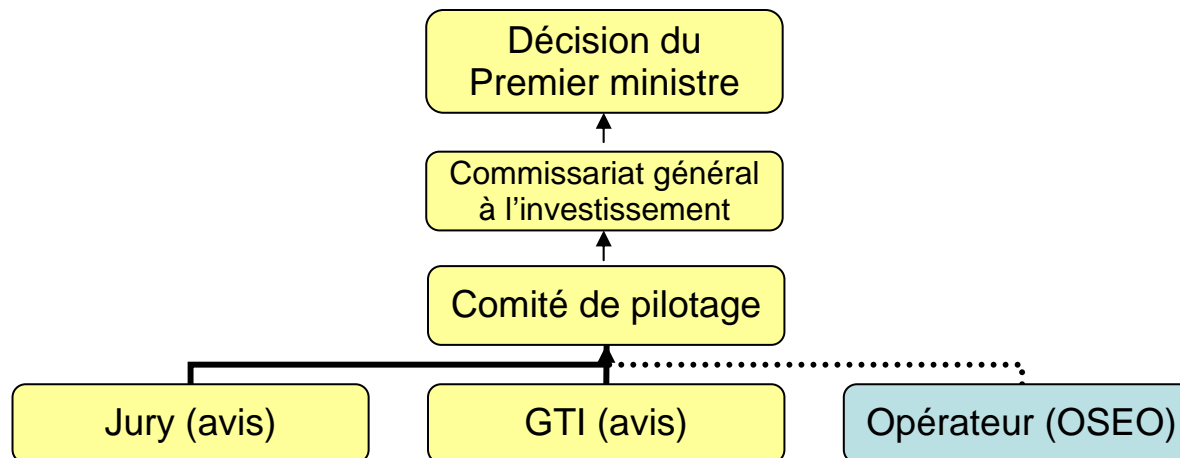 Décision du
Premier ministre
Commissariat général
à l’investissement
Comité de pilotage
Jury (avis)
GTI (avis)
Opérateur (OSEO)